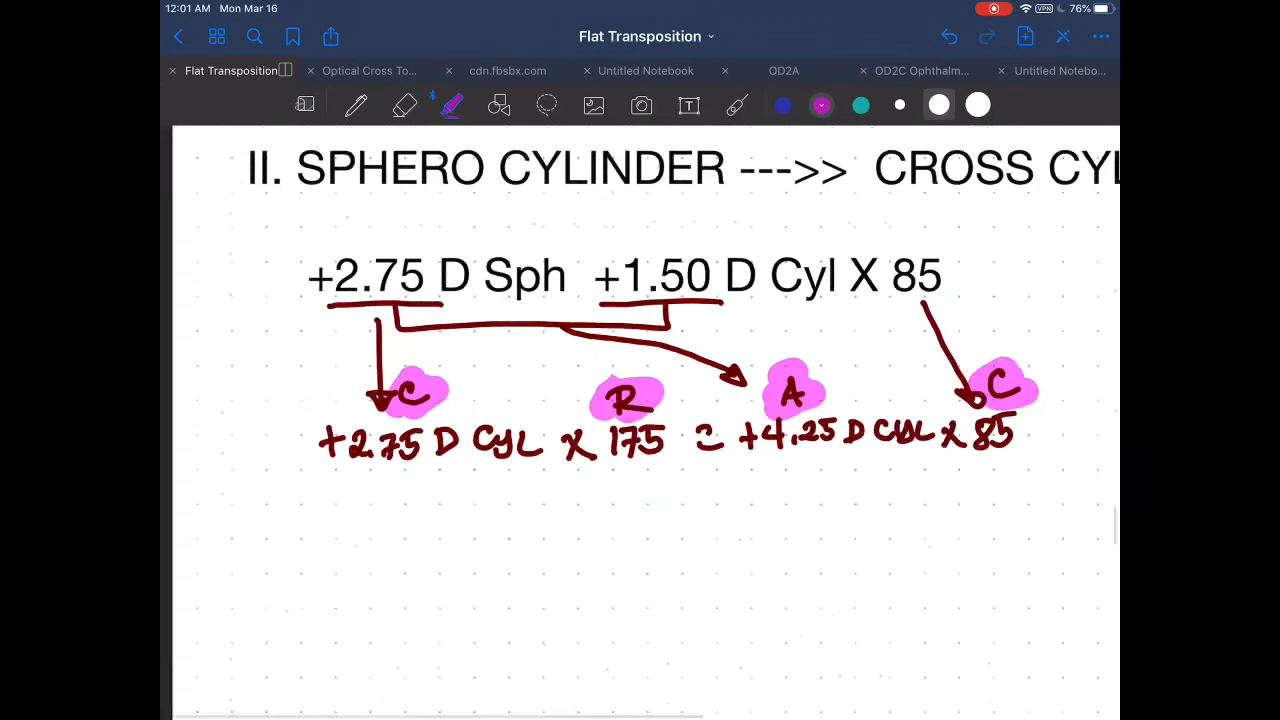 12:01 AM Mon Mar 16 VPN 76%
Flat Transposition
Flat Transposition Optical Cross To... cdn.fbsbx.com Untitled Notebook OD2A OD2C Ophthalm... Untitled Notebo...
II. SPHERO CYLINDER --->> CROSS CYL
+2.75 D Sph +1.50 D Cyl X 85
C R A C
+2.75 D CYL x 175 = +4.25 D CYL x 85